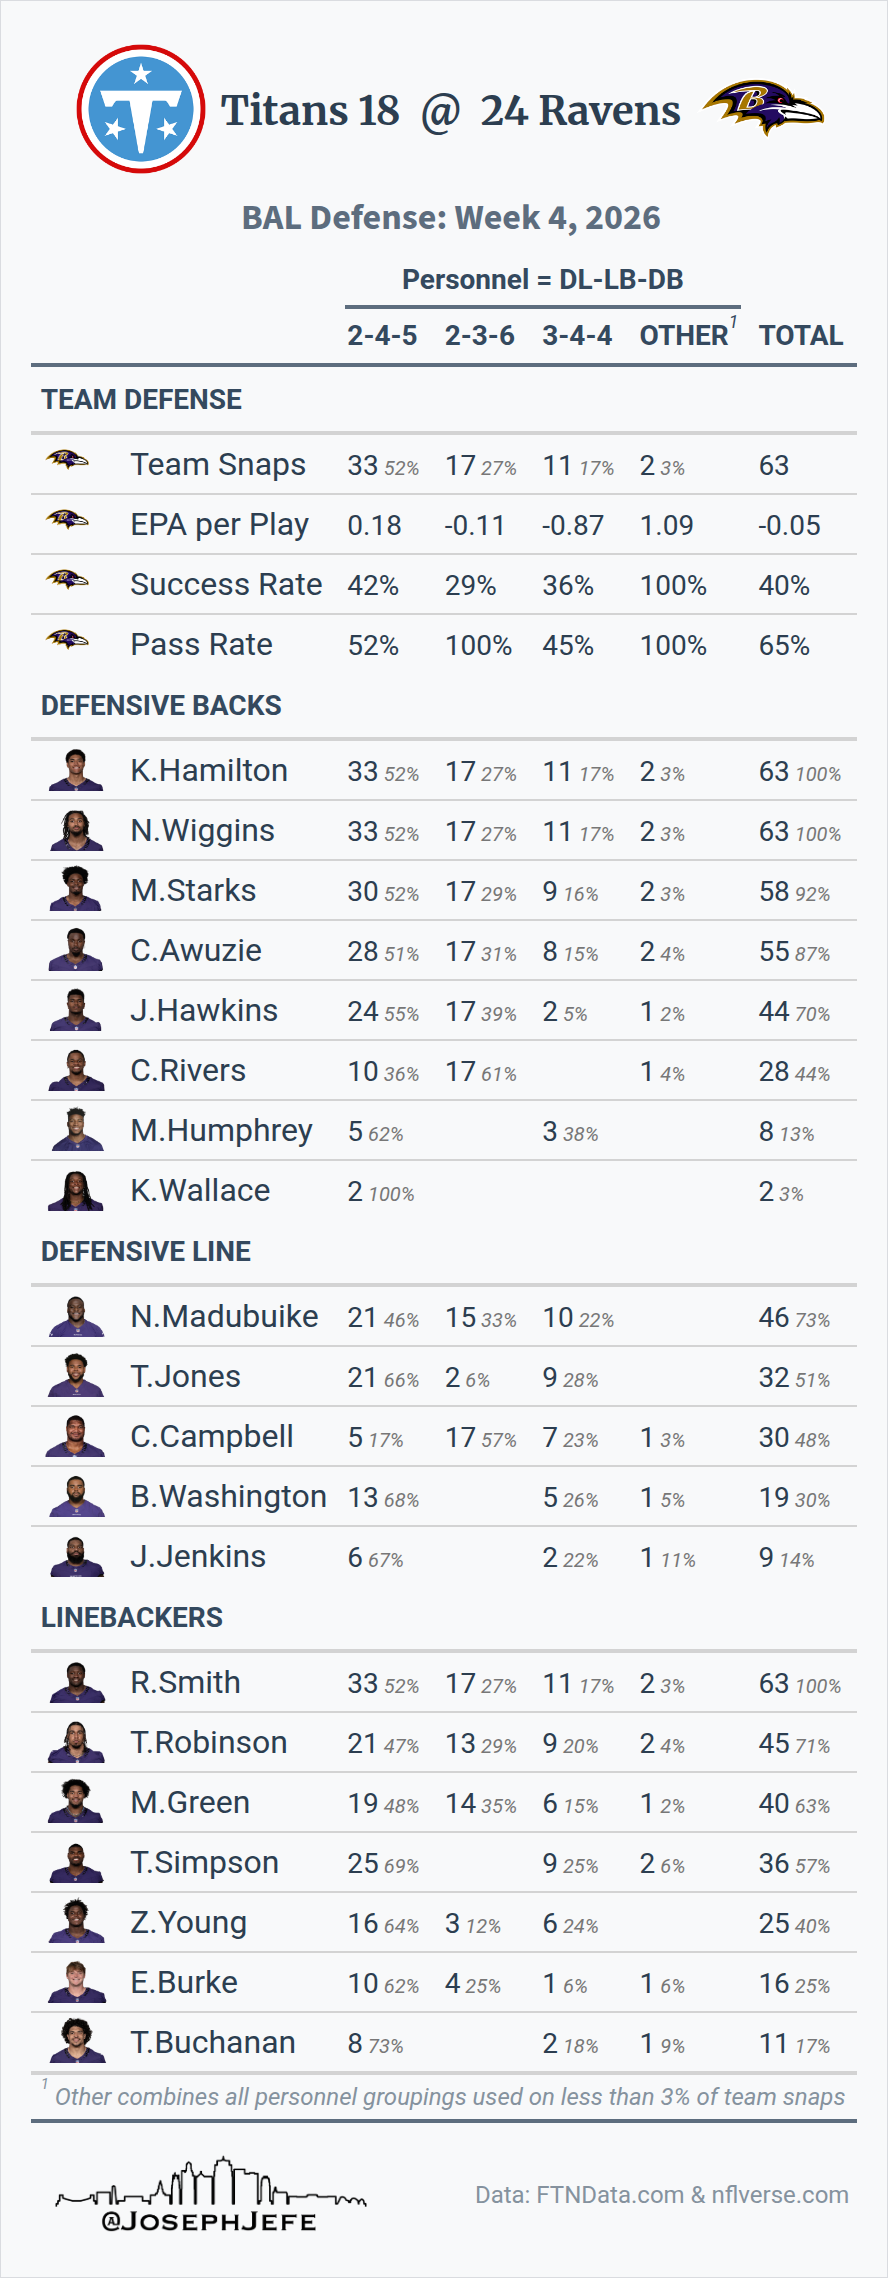 Titans 18 @ 24 Ravens
BAL Defense: Week 4, 2026
Personnel = DL-LB-DB
2-4-5 2-3-6 3-4-4 OTHER1 TOTAL
TEAM DEFENSE
Team Snaps 33 52% 17 27% 11 17% 2 3% 63
EPA per Play 0.18 -0.11 -0.87 1.09 -0.05
Success Rate 42% 29% 36% 100% 40%
Pass Rate 52% 100% 45% 100% 65%
DEFENSIVE BACKS
K.Hamilton 33 52% 17 27% 11 17% 2 3% 63 100%
N.Wiggins 33 52% 17 27% 11 17% 2 3% 63 100%
M.Starks 30 52% 17 29% 9 16% 2 3% 58 92%
C.Awuzie 28 51% 17 31% 8 15% 2 4% 55 87%
J.Hawkins 24 55% 17 39% 2 5% 1 2% 44 70%
C.Rivers 10 36% 17 61% 1 4% 28 44%
M.Humphrey 5 62% 3 38% 8 13%
K.Wallace 2 100% 2 3%
DEFENSIVE LINE
N.Madubuike 21 46% 15 33% 10 22% 46 73%
T.Jones 21 66% 2 6% 9 28% 32 51%
C.Campbell 5 17% 17 57% 7 23% 1 3% 30 48%
B.Washington 13 68% 5 26% 1 5% 19 30%
J.Jenkins 6 67% 2 22% 1 11% 9 14%
LINEBACKERS
R.Smith 33 52% 17 27% 11 17% 2 3% 63 100%
T.Robinson 21 47% 13 29% 9 20% 2 4% 45 71%
M.Green 19 48% 14 35% 6 15% 1 2% 40 63%
T.Simpson 25 69% 9 25% 2 6% 36 57%
Z.Young 16 64% 3 12% 6 24% 25 40%
E.Burke 10 62% 4 25% 1 6% 1 6% 16 25%
T.Buchanan 8 73% 2 18% 1 9% 11 17%
1 Other combines all personnel groupings used on less than 3% of team snaps
@JOSEPHJEFE
Data: FTNData.com & nflverse.com